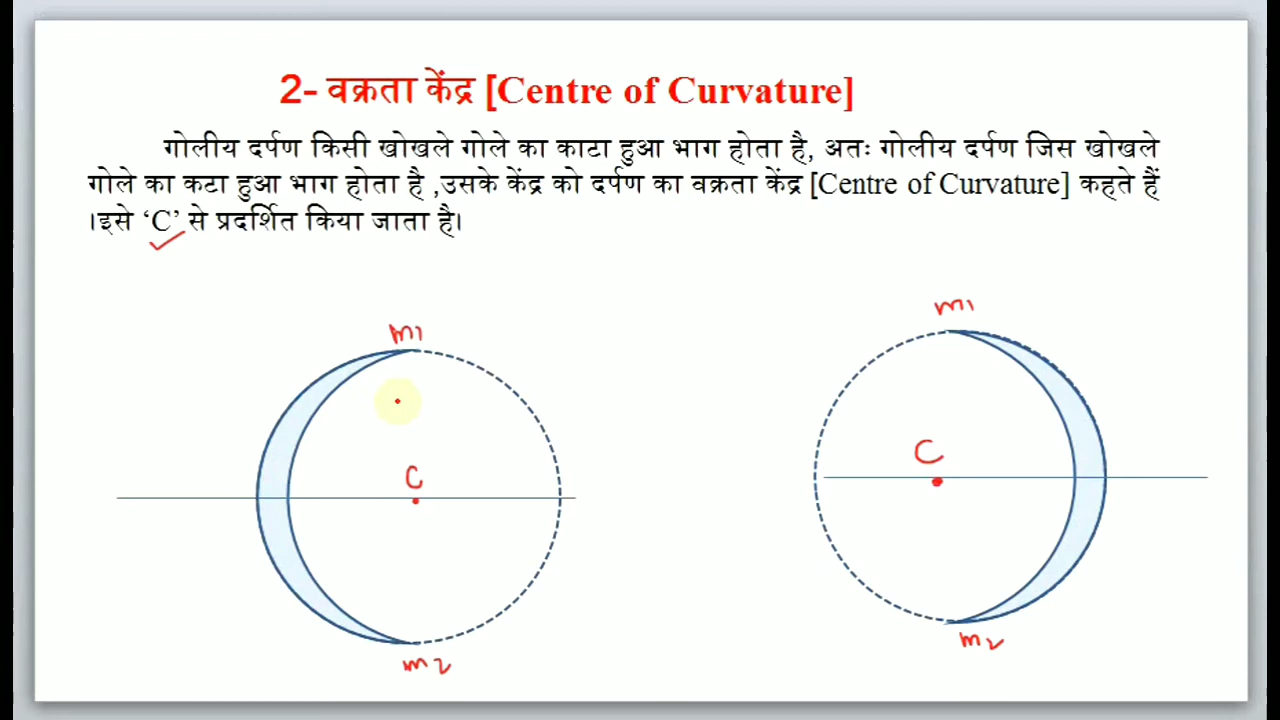 2- वक्रता केंद्र [Centre of Curvature]
गोलीय दर्पण किसी खोखले गोले का काटा हुआ भाग होता है, अतः गोलीय दर्पण जिस खोखले
गोले का कटा हुआ भाग होता है ,उसके केंद्र को दर्पण का वक्रता केंद्र [Centre of Curvature] कहते हैं
।इसे ‘C’ से प्रदर्शित किया जाता है।
m1
m1
C
C
m2
m2